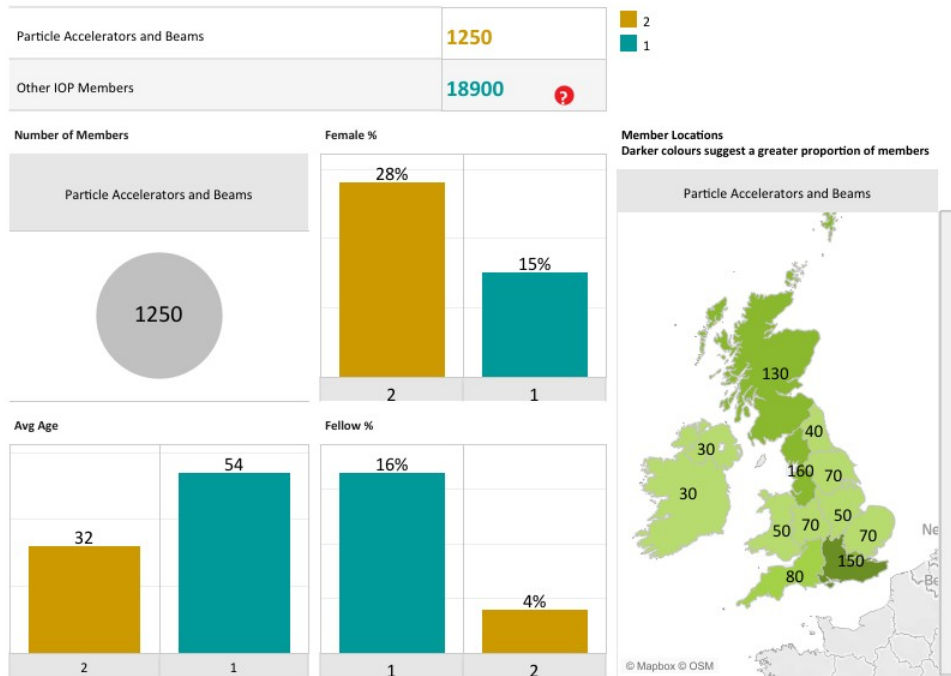 Particle Accelerators and Beams
1250
Other IOP Members
18900
?
2
1
Number of Members
Particle Accelerators and Beams
1250
Female %
28%
15%
2
1
Avg Age
32
54
2
1
Fellow %
16%
4%
1
2
Member Locations
Darker colours suggest a greater proportion of members
Particle Accelerators and Beams
130
40
30
160
70
30
50
70
50
70
80
150
Ne
Be
© Mapbox © OSM